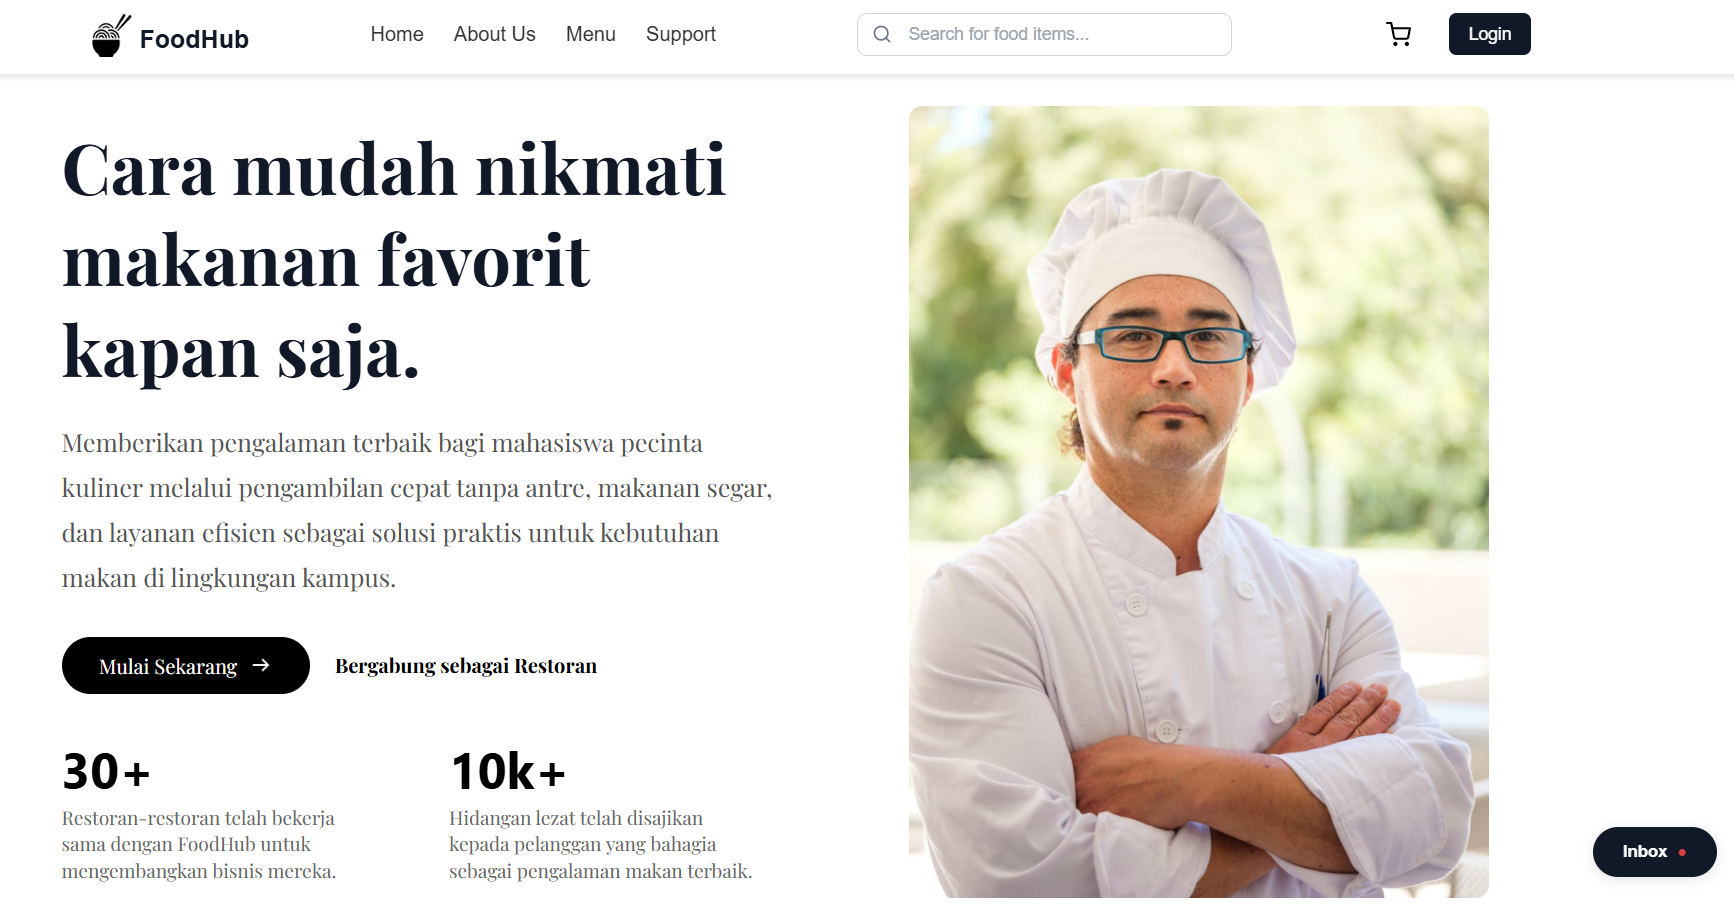 FoodHub
Home
About Us
Menu
Support
Search for food items...
Login
Cara mudah nikmati
makanan favorit
kapan saja.
Memberikan pengalaman terbaik bagi mahasiswa pecinta
kuliner melalui pengambilan cepat tanpa antre, makanan segar,
dan layanan efisien sebagai solusi praktis untuk kebutuhan
makan di lingkungan kampus.
Mulai Sekarang →
Bergabung sebagai Restoran
30+
Restoran-restoran telah bekerja
sama dengan FoodHub untuk
mengembangkan bisnis mereka.
10k+
Hidangan lezat telah disajikan
kepada pelanggan yang bahagia
sebagai pengalaman makan terbaik.
Inbox